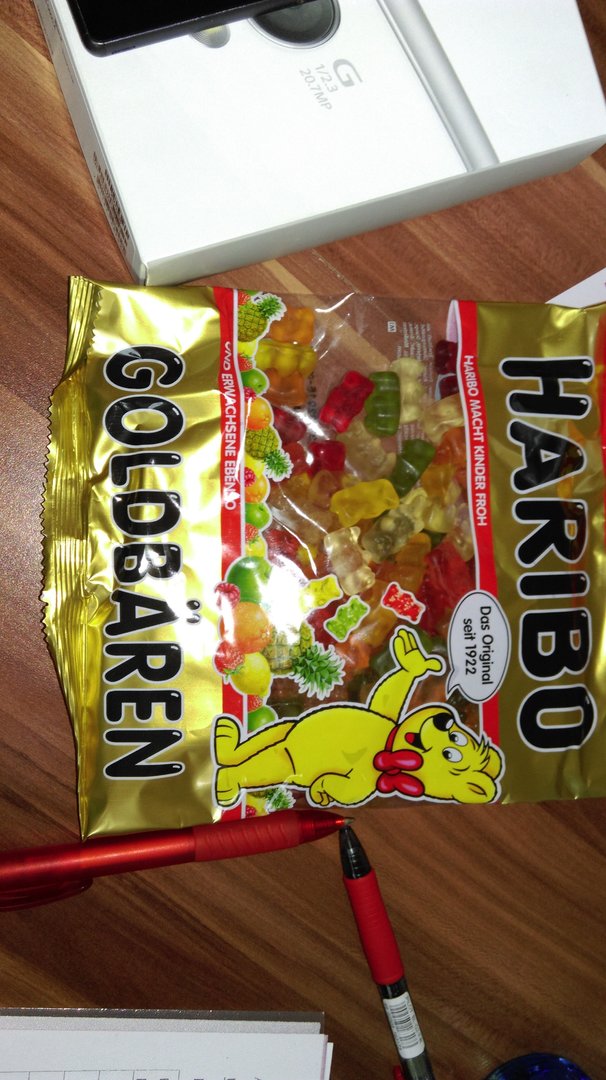 G
1/2.3
20.7MP
HARIBO
HARIBO MACHT KINDER FROH
Das Original
seit 1922
UND ERWACHSENE EBENSO
GOLDBÄREN